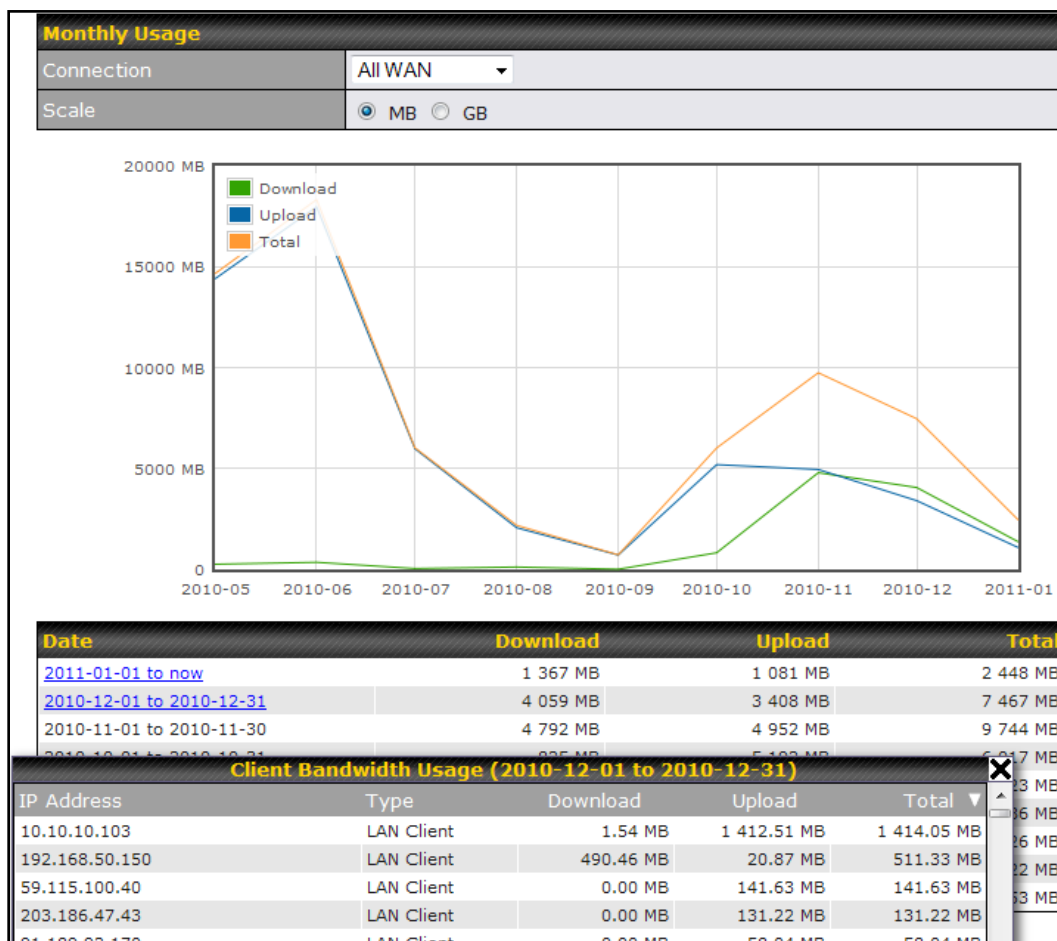 Monthly Usage
Connection All WAN
Scale MB GB
20000 MB
Download
Upload
Total
15000 MB
10000 MB
5000 MB
0
2010-05 2010-06 2010-07 2010-08 2010-09 2010-10 2010-11 2010-12 2011-01
Date Download Upload Total
2011-01-01 to now 1 367 MB 1 081 MB 2 448 MB
2010-12-01 to 2010-12-31 4 059 MB 3 408 MB 7 467 MB
2010-11-01 to 2010-11-30 4 792 MB 4 952 MB 9 744 MB
Client Bandwidth Usage (2010-12-01 to 2010-12-31)
IP Address Type Download Upload Total
10.10.10.103 LAN Client 1.54 MB 1 412.51 MB 1 414.05 MB
192.168.50.150 LAN Client 490.46 MB 20.87 MB 511.33 MB
59.115.100.40 LAN Client 0.00 MB 141.63 MB 141.63 MB
203.186.47.43 LAN Client 0.00 MB 131.22 MB 131.22 MB